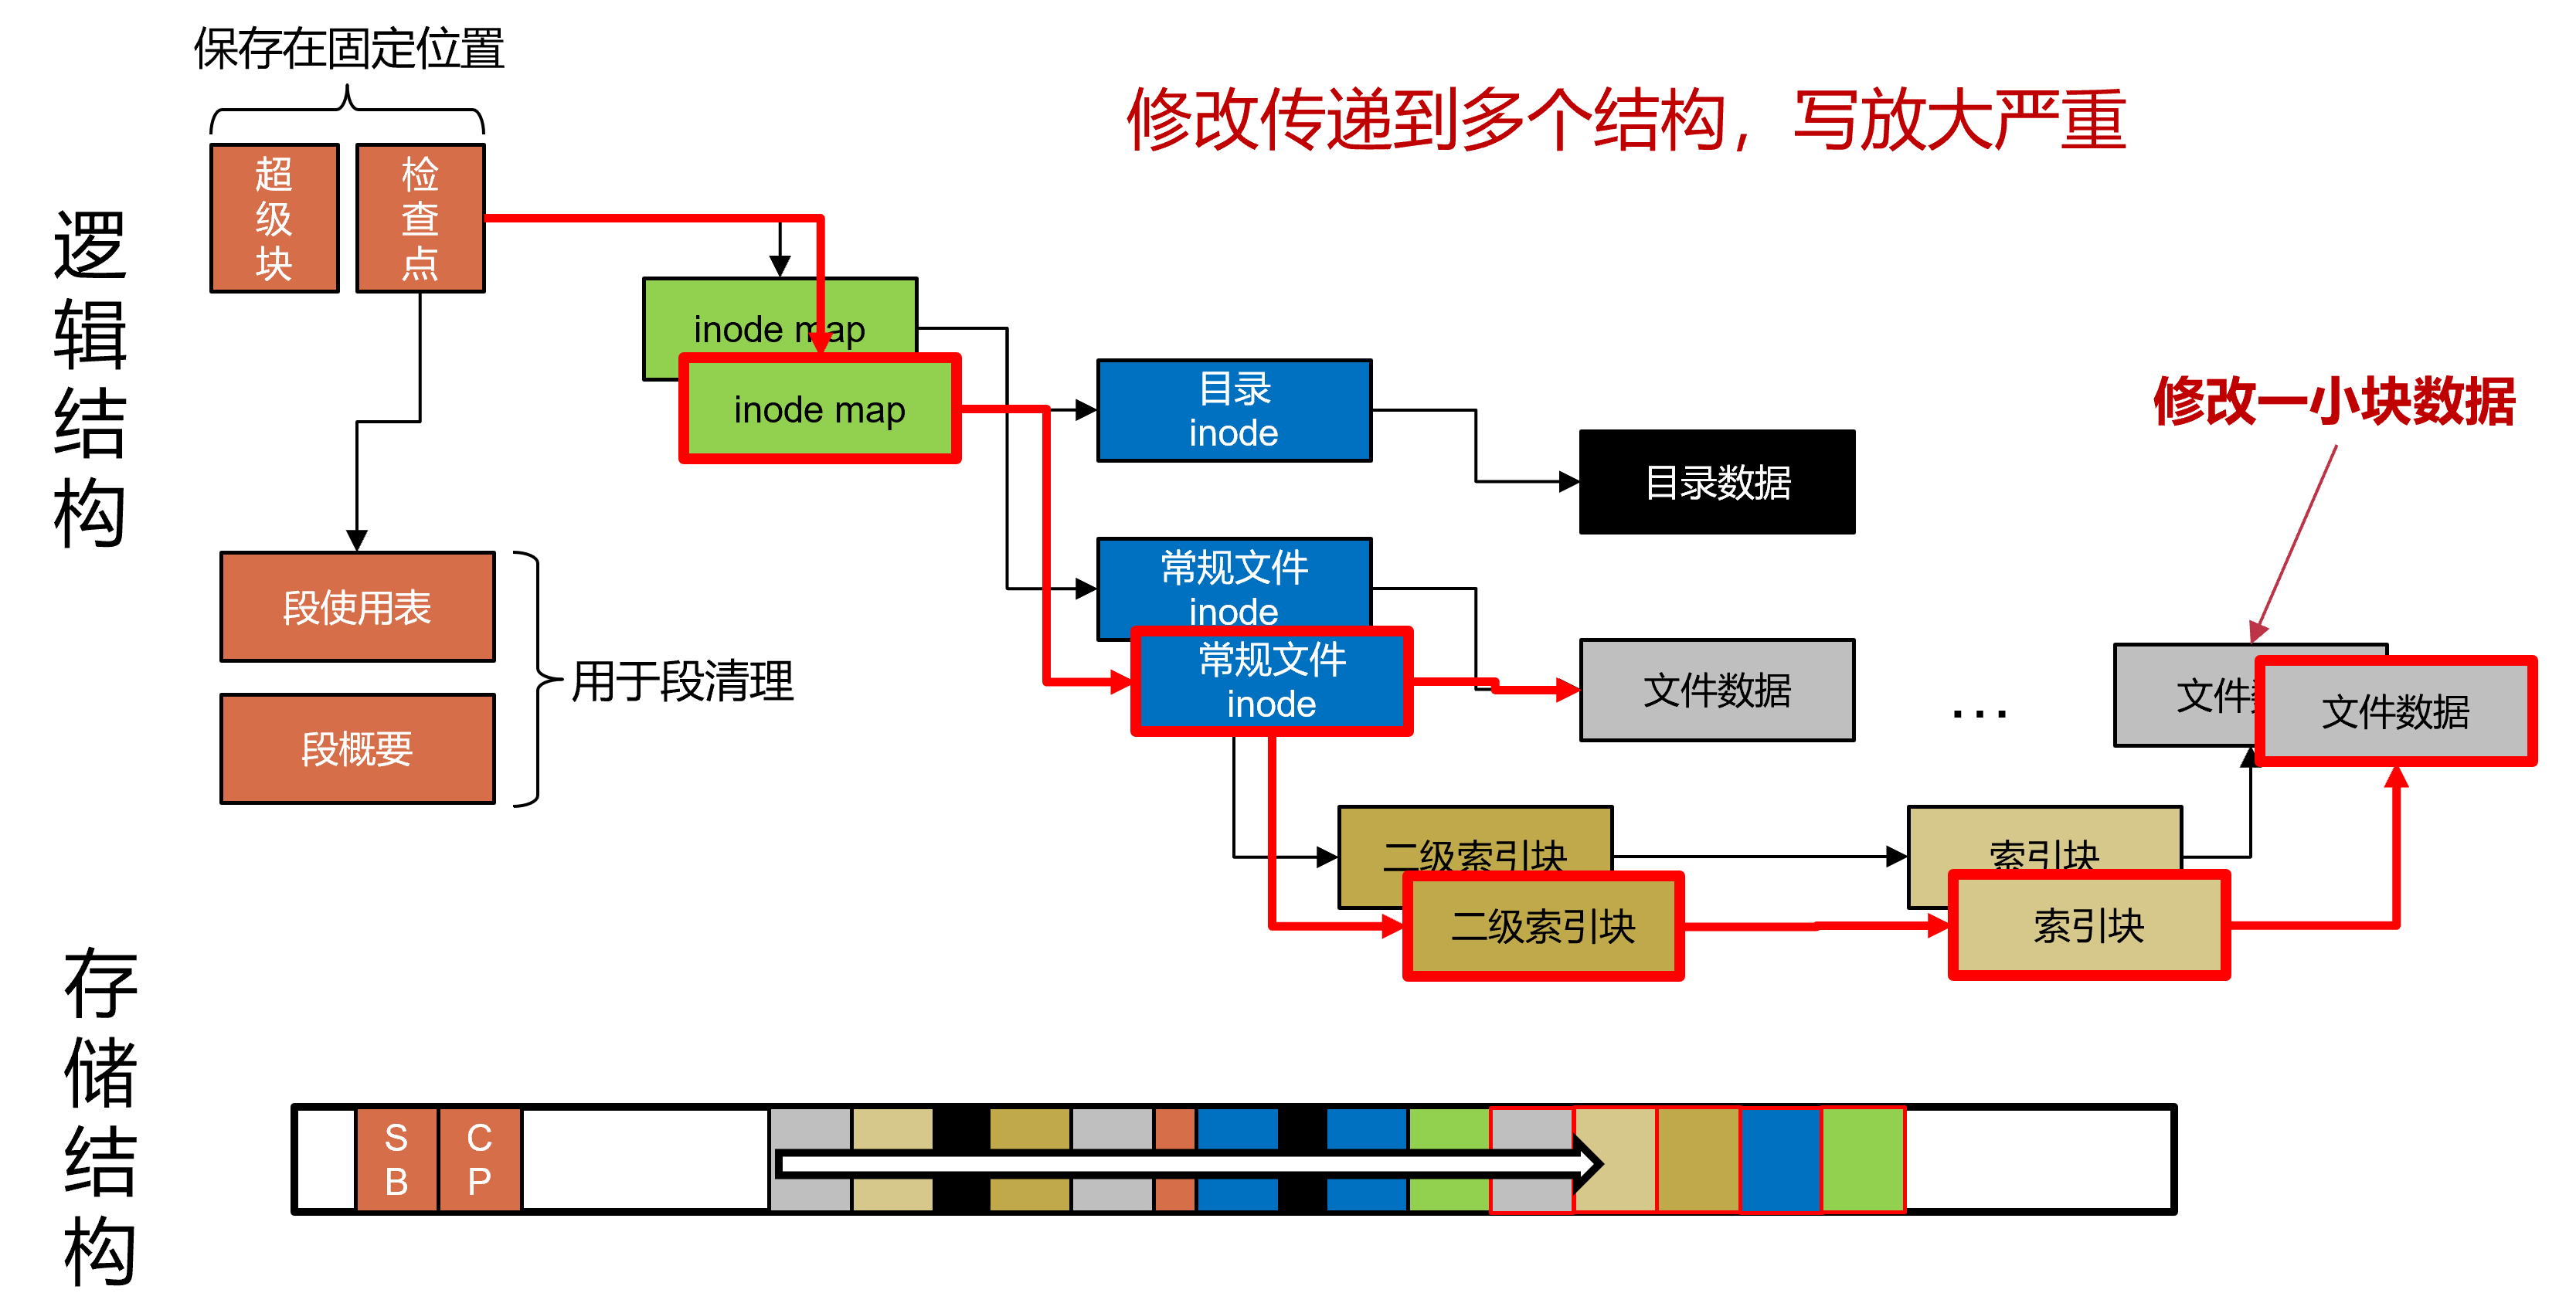 保存在固定位置
修改传递到多个结构，写放大严重
逻辑结构
超级块
检查点
inode map
inode map
目录
inode
目录数据
修改一小块数据
常规文件
inode
常规文件
inode
文件数据
...
文件数
文件数据
段使用表
段概要
用于段清理
二级索引块
二级索引块
索引块
索引块
存储结构
SB
CP